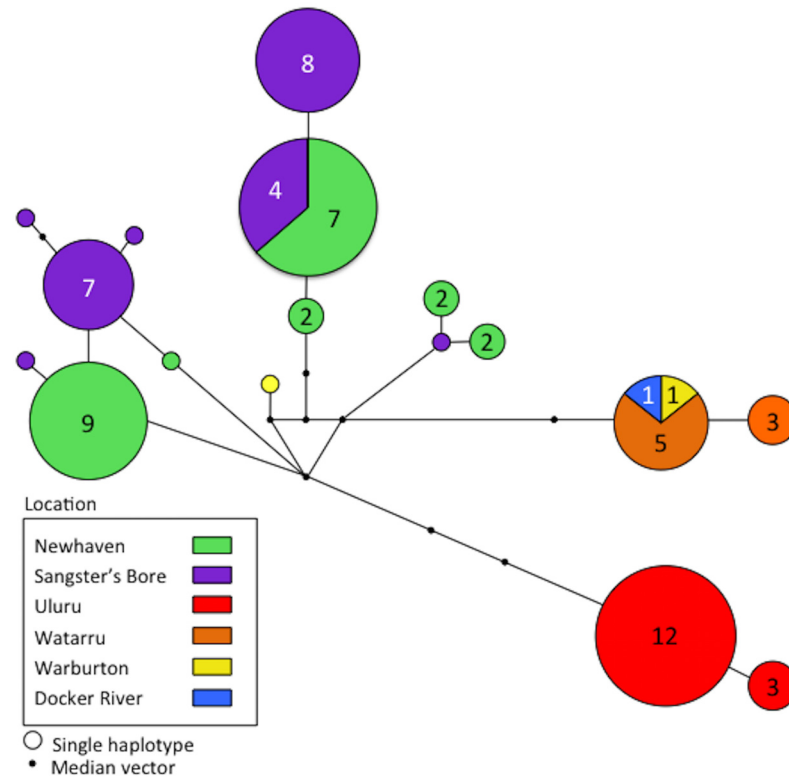 8
4
7
7
2
2
2
9
1 1
5
3
12
3
Location
Newhaven
Sangster's Bore
Uluru
Watarru
Warburton
Docker River
Single haplotype
Median vector